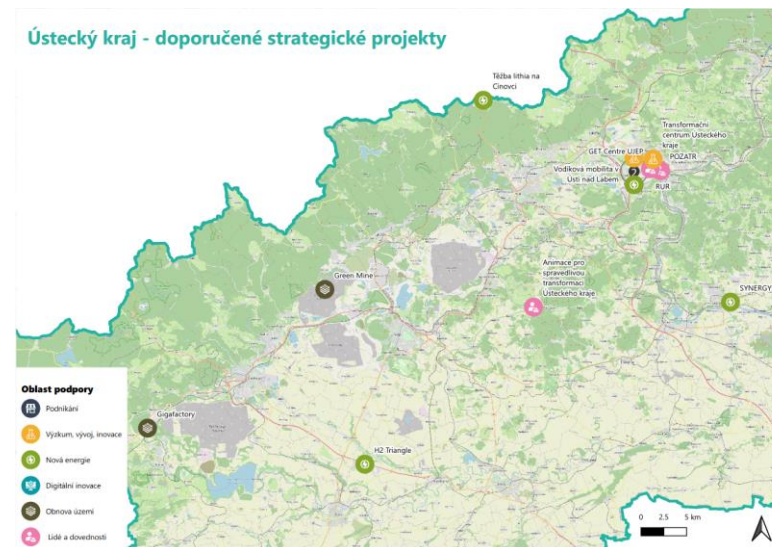 Ústecký kraj - doporučené strategické projekty
Těžba lithia na
Cínovci
Transformační
centrum Ústeckého
kraje
GET Centre UJEP
POZATR
Vodíková mobilita v
Ústí nad Labem
RUR
Green Mine
Animace pro
spravedlivou
transformaci
Ústeckého kraje
SYNERGYS
Gigafactory
H2 Triangle
Oblast podpory
Podnikání
Výzkum, vývoj, inovace
Nová energie
Digitální inovace
Obnova území
Lidé a dovednosti
0 2.5 5 km